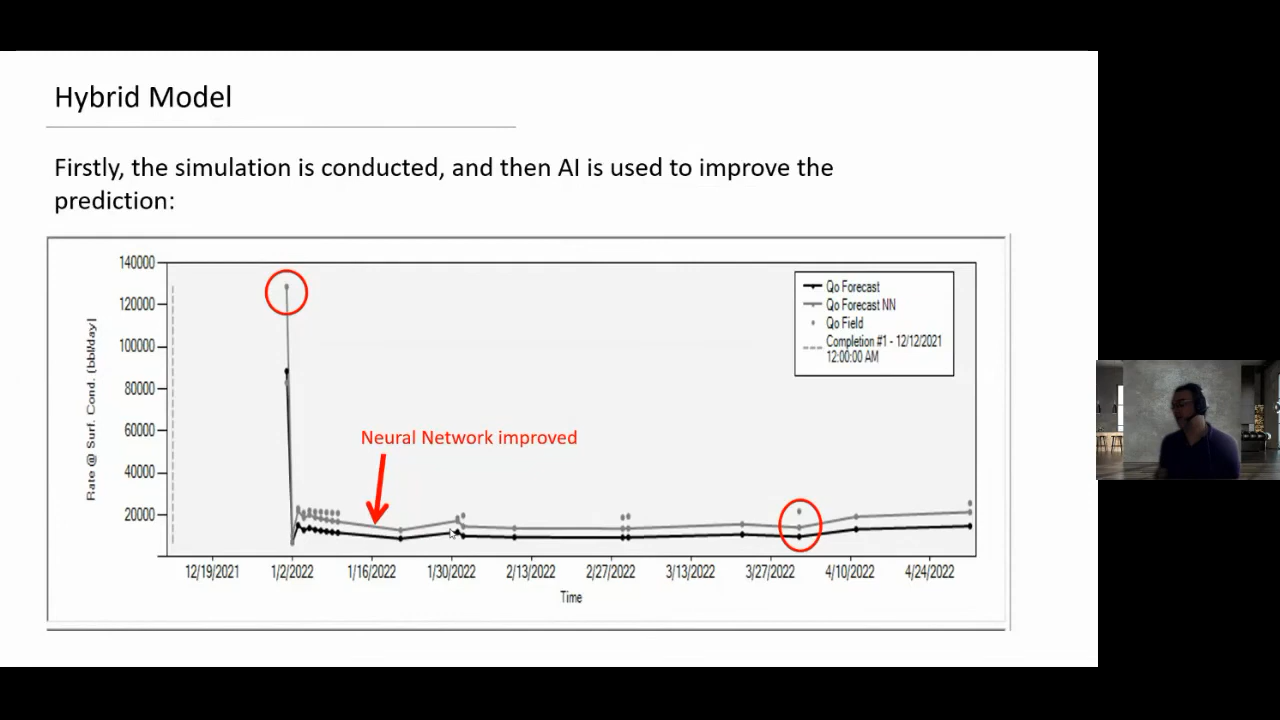 Hybrid Model
Firstly, the simulation is conducted, and then AI is used to improve the
prediction:
140000
120000
100000
80000
60000
40000
20000
Rate @ Surf. Cond. (bbl/day)
Qo Forecast
Qo Forecast NN
Qo Field
Completion #1 - 12/12/2021
12:00:00 AM
Neural Network improved
12/19/2021 1/2/2022 1/16/2022 1/30/2022 2/13/2022 2/27/2022 3/13/2022 3/27/2022 4/10/2022 4/24/2022
Time